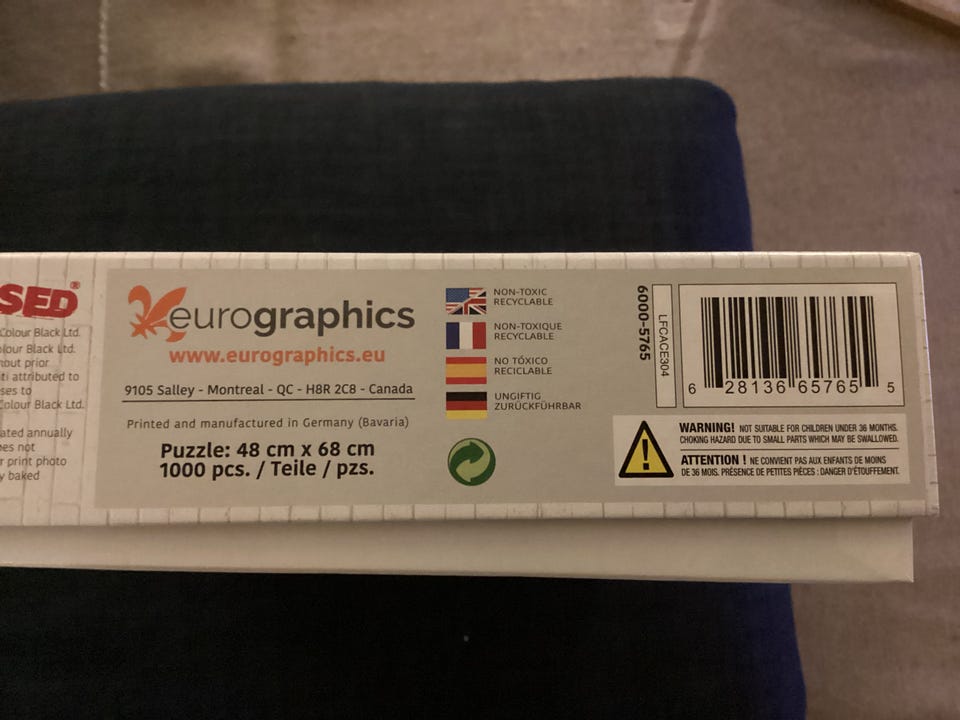 SED®
Colour Black Ltd.
olour Black Ltd.
out prior
ti attributed to
ses to
Colour Black Ltd.
ated annually
es not
r print photo
y baked
eurographics
www.eurographics.eu
9105 Salley - Montreal - QC - H8R 2C8 - Canada
Printed and manufactured in Germany (Bavaria)
Puzzle: 48 cm x 68 cm
1000 pcs. / Teile / pzs.
NON-TOXIC
RECYCLABLE
NON-TOXIQUE
RECYCLABLE
NO TÓXICO
RECICLABLE
UNGIFTIG
ZURÜCKFÜHRBAR
6000-5765
LFCACE304
6 28136 65765 5
WARNING! NOT SUITABLE FOR CHILDREN UNDER 36 MONTHS.
CHOKING HAZARD DUE TO SMALL PARTS WHICH MAY BE SWALLOWED.
ATTENTION ! NE CONVIENT PAS AUX ENFANTS DE MOINS
DE 36 MOIS. PRÉSENCE DE PETITES PIÈCES : DANGER D'ÉTOUFFEMENT.